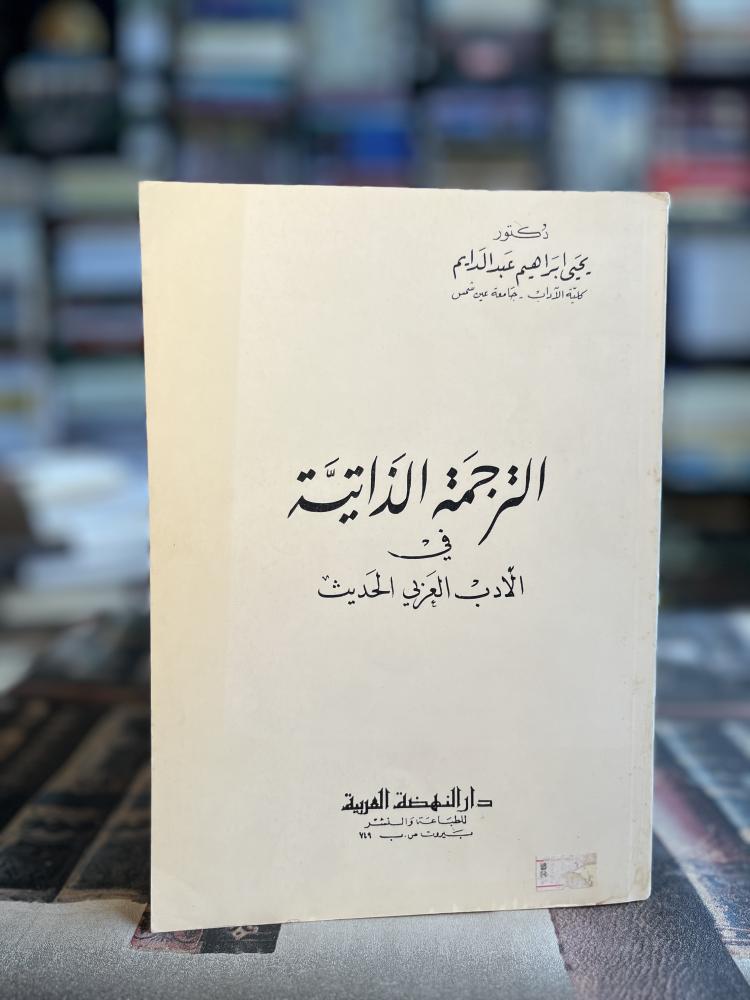 دكتور
يحيى ابراهيم عبد الدايم
كلية الآداب - جامعة عين شمس
الترجمة الذاتية
في
الأدب العربي الحديث
دار النهضة العربية
للطباعة والنشر
بيروت ص.ب ٧٤٩